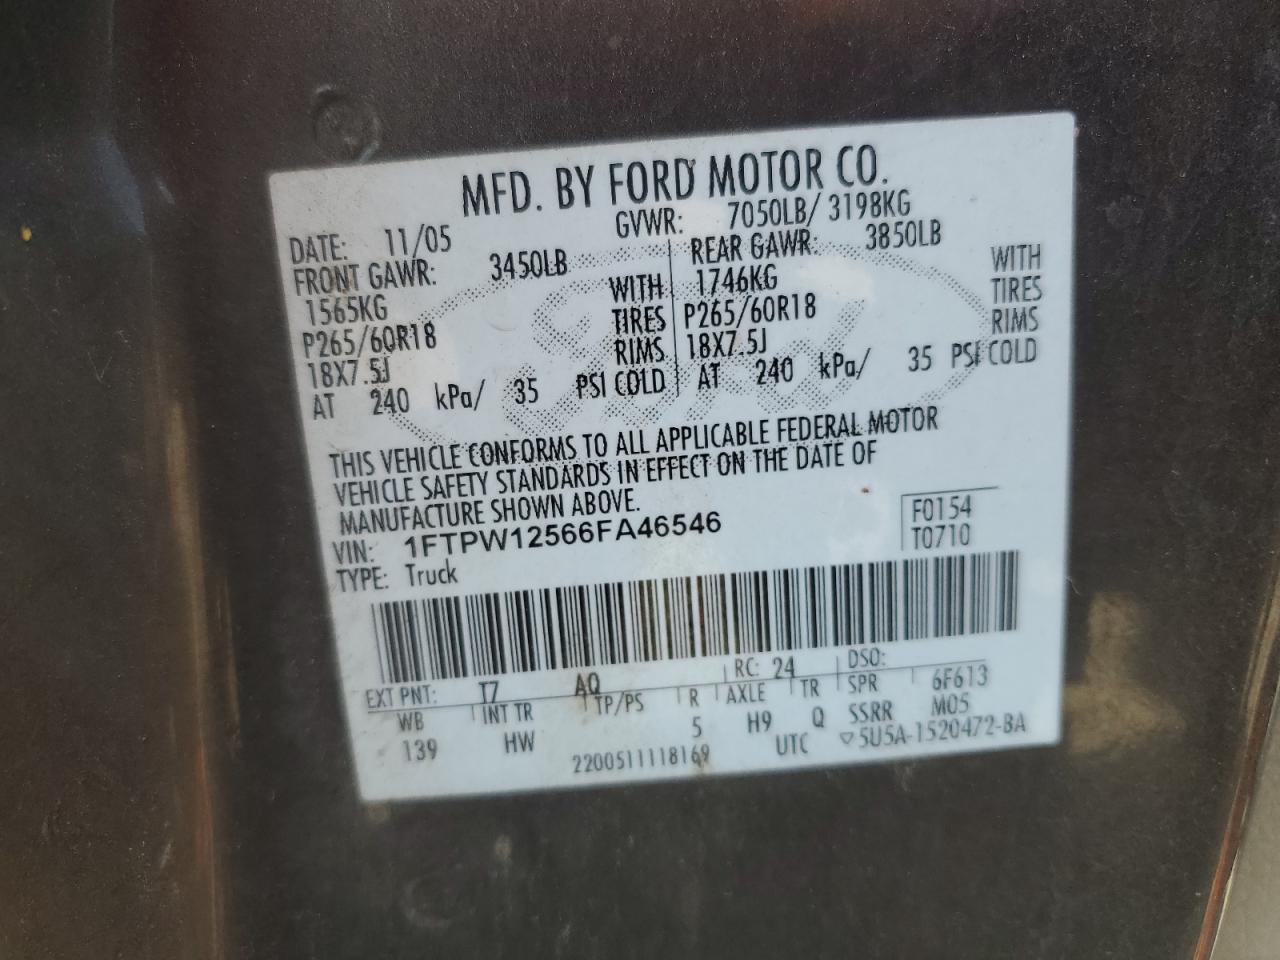 MFD. BY FORD MOTOR CO.
DATE: 11/05 GVWR: 7050LB/ 3198KG
FRONT GAWR: 3450LB REAR GAWR: 3850LB
1565KG WITH 1746KG WITH
P265/60R18 TIRES P265/60R18 TIRES
18X7.5J RIMS 18X7.5J RIMS
AT 240 kPa/ 35 PSI COLD AT 240 kPa/ 35 PSI COLD
THIS VEHICLE CONFORMS TO ALL APPLICABLE FEDERAL MOTOR
VEHICLE SAFETY STANDARDS IN EFFECT ON THE DATE OF
MANUFACTURE SHOWN ABOVE.
VIN: 1FTPW12566FA46546 F0154
TYPE: Truck T0710
EXT PNT: T7 AQ RC: 24 DSO:
WB INT TR TP/PS R AXLE TR SPR 6F613
139 HW 5 H9 Q SSRR M05
2200511118169 UTC ▽5U5A-1520472-BA